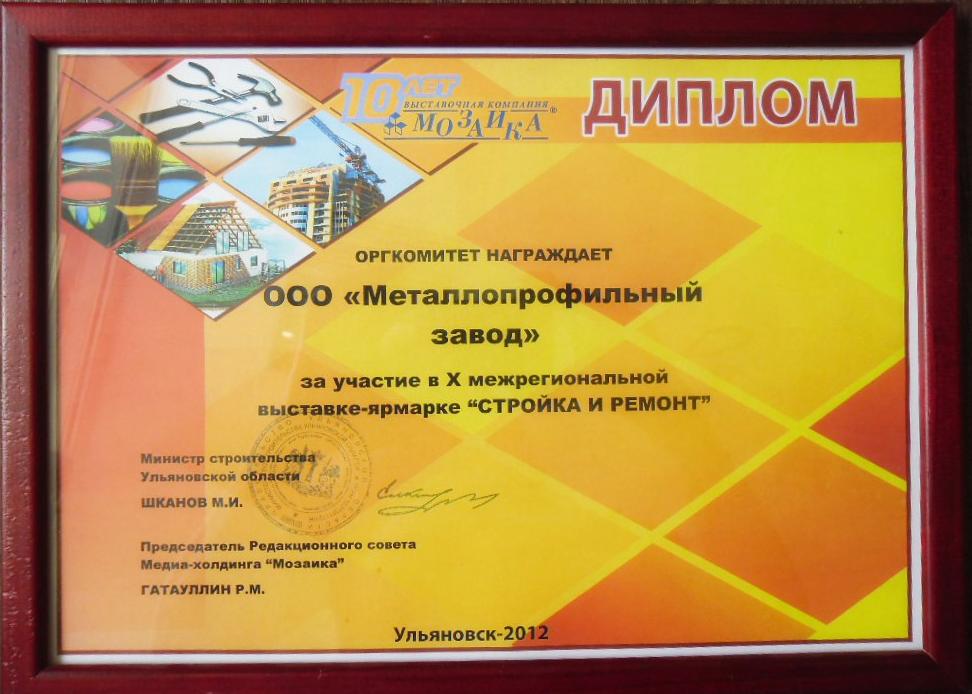 10 ЛЕТ
ВЫСТАВОЧНАЯ КОМПАНИЯ
МОЗАИКА®
ДИПЛОМ
ОРГКОМИТЕТ НАГРАЖДАЕТ
ООО «Металлопрофильный
завод»
за участие в X межрегиональной
выставке-ярмарке “СТРОЙКА И РЕМОНТ”
Министр строительства
Ульяновской области
ШКАНОВ М.И.
Председатель Редакционного совета
Медиа-холдинга “Мозаика”
ГАТАУЛЛИН Р.М.
Ульяновск-2012